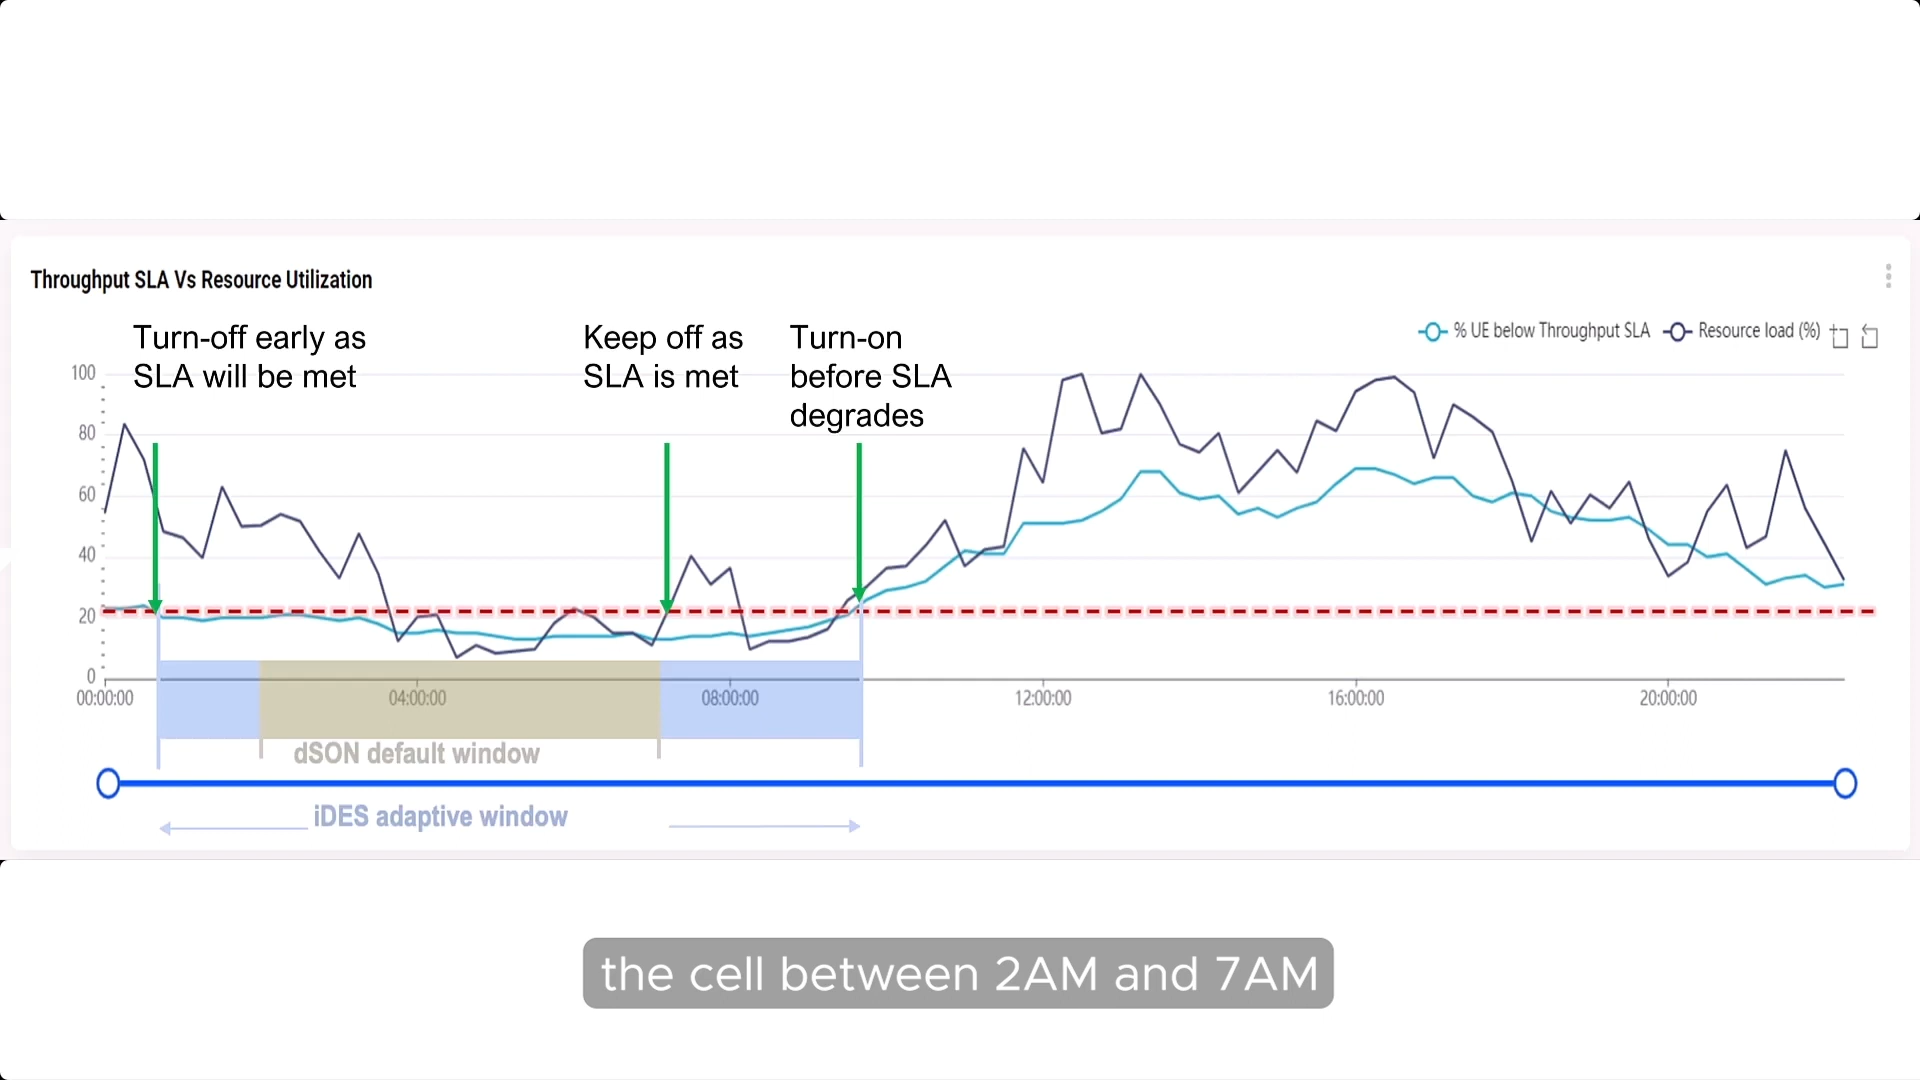 Throughput SLA Vs Resource Utilization
Turn-off early as
SLA will be met
Keep off as
SLA is met
Turn-on
before SLA
degrades
% UE below Throughput SLA
Resource load (%)
100
80
60
40
20
0
00:00:00
04:00:00
08:00:00
12:00:00
16:00:00
20:00:00
dSON default window
iDES adaptive window
the cell between 2AM and 7AM